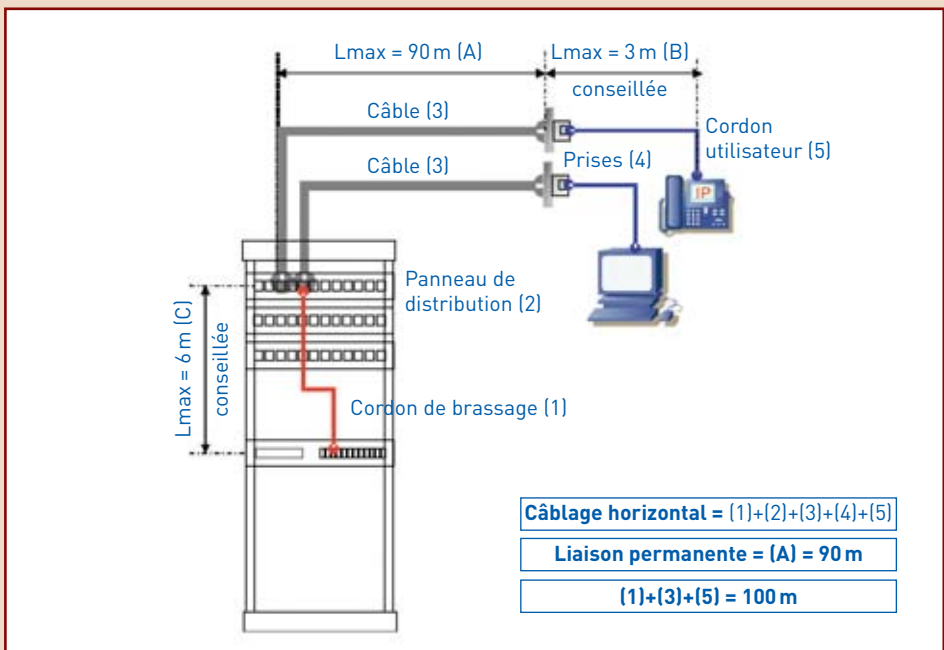 Lmax = 90 m (A)
Lmax = 3 m (B)
conseillée
Câble (3)
Cordon
utilisateur (5)
Câble (3)
Prises (4)
IP
Panneau de
distribution (2)
Lmax = 6 m (C)
conseillée
Cordon de brassage (1)
Câblage horizontal = (1)+(2)+(3)+(4)+(5)
Liaison permanente = (A) = 90 m
(1)+(3)+(5) = 100 m